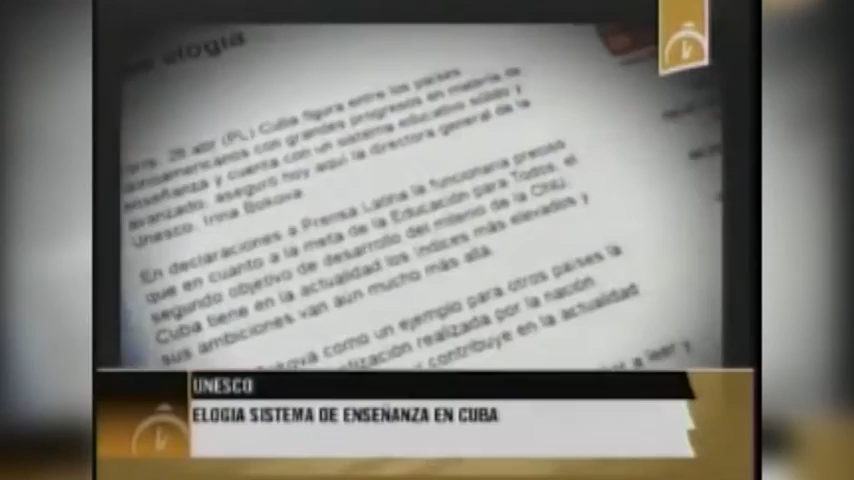 elogia
28 abr (PL) Cuba figura entre los países
latinoamericanos con grandes progresos en materia de
enseñanza y cuenta con un sistema educativo sólido y
avanzado, aseguró hoy aquí la directora general de la
Unesco, Irina Bokova.
En declaraciones a Prensa Latina la funcionaria precisó
que en cuanto a la meta de la Educación para Todos, el
segundo objetivo de desarrollo del milenio de la ONU,
Cuba tiene en la actualidad los índices más elevados y
sus ambiciones van aun mucho más allá.
Bokova como un ejemplo para otros países la
realizada por la nación
contribuye en la actualidad
a leer y
UNESCO
ELOGIA SISTEMA DE ENSEÑANZA EN CUBA